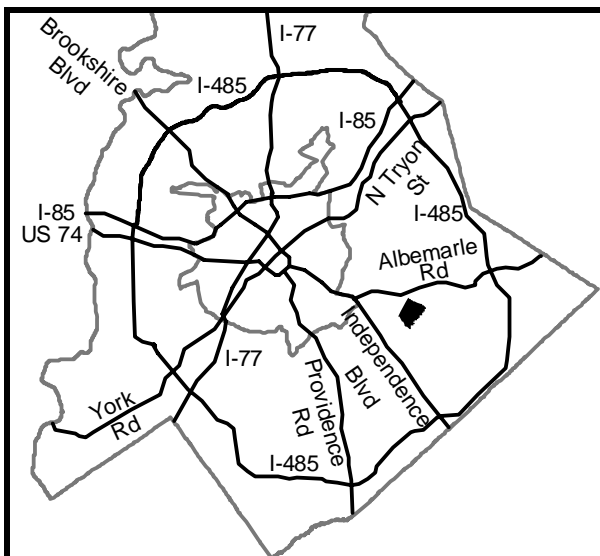 I-77
Brookshire
Blvd
I-485
I-85
N Tryon
St
I-85
I-485
US 74
Albemarle
Rd
Independence
Blvd
I-77
Providence
Rd
York
Rd
I-485